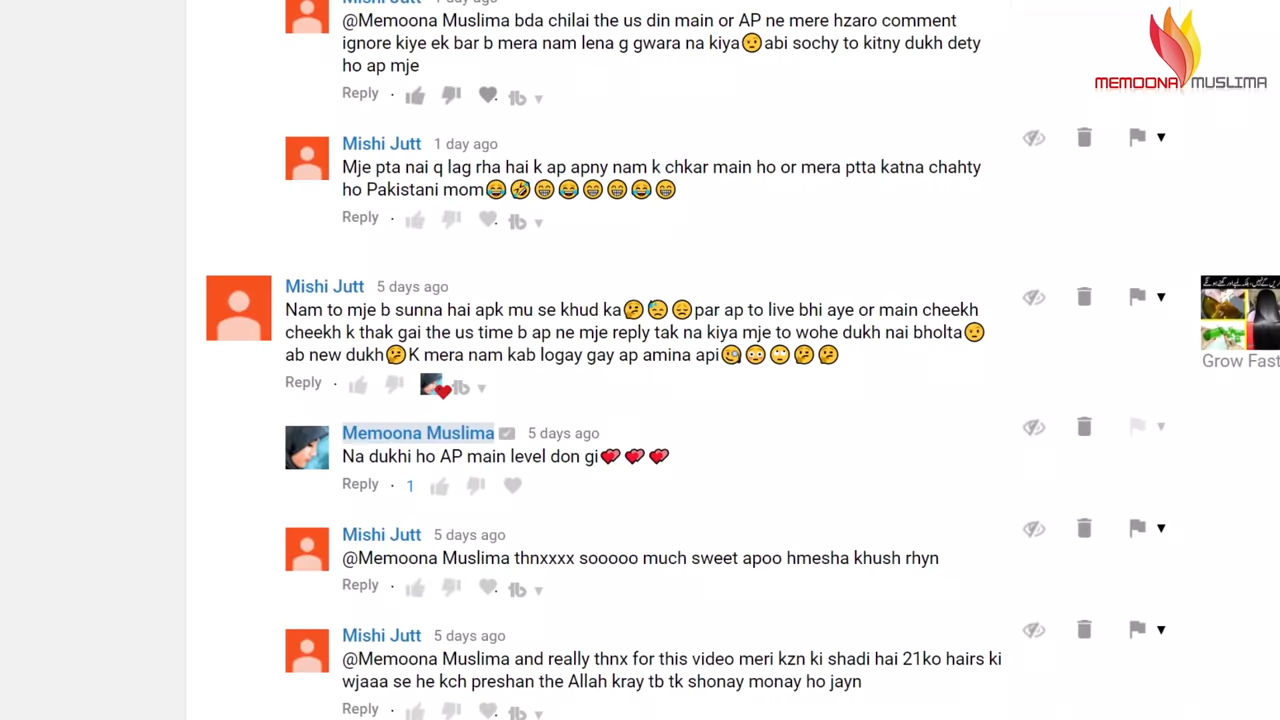 Mishi Jutt 1 day ago
@Memoona Muslima bda chilai the us din main or AP ne mere hzaro comment
ignore kiye ek bar b mera nam lena g gwara na kiya😟abi sochy to kitny dukh dety
ho ap mje
Reply
MEMOONA MUSLIMA
Mishi Jutt 1 day ago
Mje pta nai q lag rha hai k ap apny nam k chkar main ho or mera ptta katna chahty
ho Pakistani mom😂🤣😁😂😁😁😂😁
Reply
Mishi Jutt 5 days ago
Nam to mje b sunna hai apk mu se khud ka🤔😓😞par ap to live bhi aye or main cheekh
cheekh k thak gai the us time b ap ne mje reply tak na kiya mje to wohe dukh nai bholta😟
ab new dukh🤔K mera nam kab logay gay ap amina api🤐😳🙄🤔🤔
Reply
Grow Fast
Memoona Muslima 5 days ago
Na dukhi ho AP main level don gi💕💕💕
Reply 1
Mishi Jutt 5 days ago
@Memoona Muslima thnxxxx sooooo much sweet apoo hmesha khush rhyn
Reply
Mishi Jutt 5 days ago
@Memoona Muslima and really thnx for this video meri kzn ki shadi hai 21ko hairs ki
wjaaa se he kch preshan the Allah kray tb tk shonay monay ho jayn
Reply